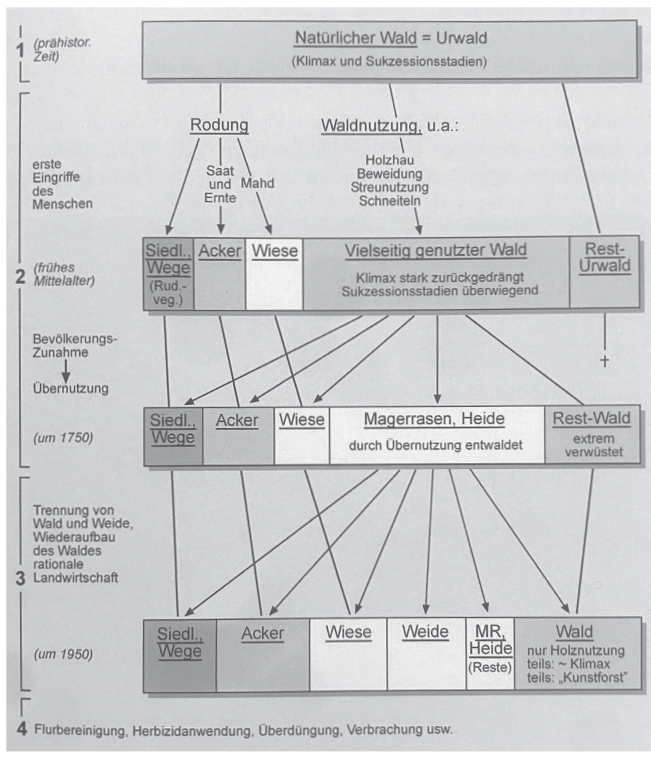 Natürlicher Wald = Urwald
(Klimax und Sukzessionsstadien)
1
(prähistor.
Zeit)
Rodung
Waldnutzung, u.a.:
Saat
und
Ernte
Mahd
Holzhau
Beweidung
Streunutzung
Schneiteln
erste
Eingriffe
des
Menschen
2
(frühes
Mittelalter)
Siedl.,
Wege
(Rud.-
veg.)
Acker
Wiese
Vielseitig genutzter Wald
Klimax stark zurückgedrängt
Sukzessionsstadien überwiegend
Rest-
Urwald
Bevölkerungs-
Zunahme
Übernutzung
†
(um 1750)
Siedl.,
Wege
Acker
Wiese
Magerrasen, Heide
durch Übernutzung entwaldet
Rest-Wald
extrem
verwüstet
Trennung von
Wald und Weide,
Wiederaufbau
des Waldes
rationale
Landwirtschaft
3
(um 1950)
Siedl.,
Wege
Acker
Wiese
Weide
MR,
Heide
(Reste)
Wald
nur Holznutzung
teils: ~ Klimax
teils: „Kunstforst"
4 Flurbereinigung, Herbizidanwendung, Überdüngung, Verbrachung usw.